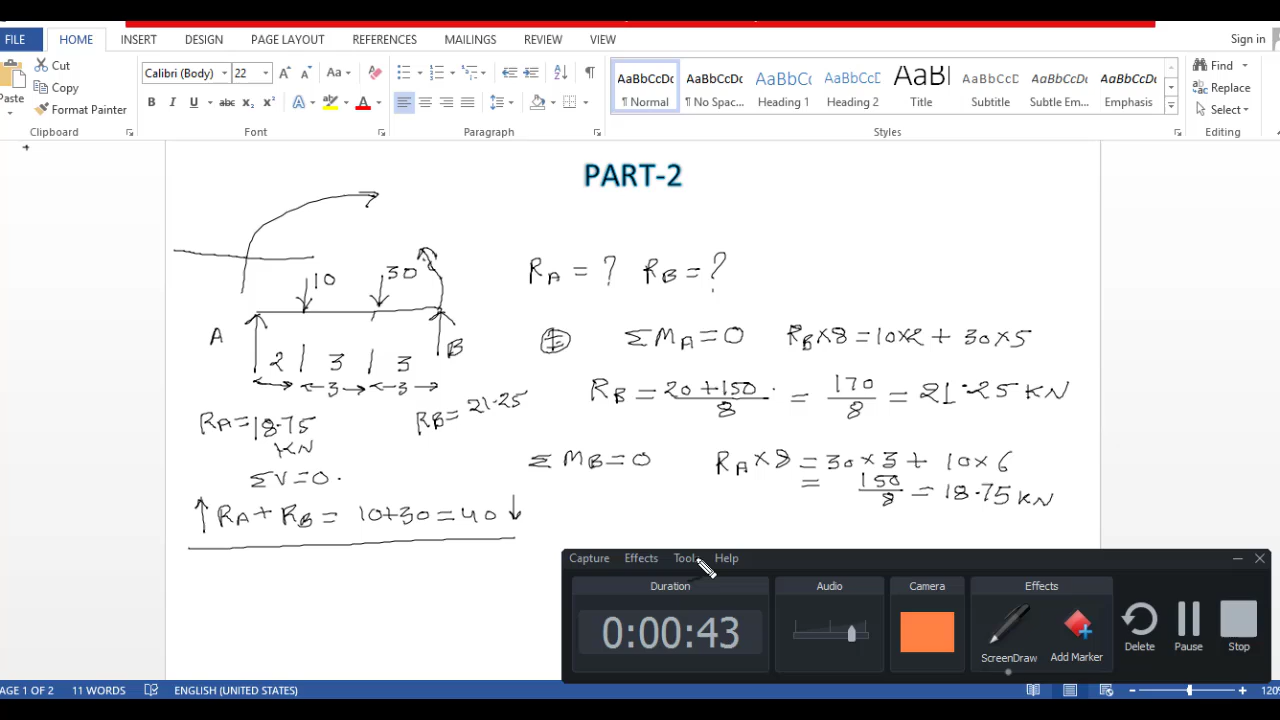 FILE HOME INSERT DESIGN PAGE LAYOUT REFERENCES MAILINGS REVIEW VIEW Sign in
Paste Cut Copy Format Painter Clipboard
Calibri (Body) 22 Aa B I U abc x₂ x² A A Font
Paragraph
AaBbCcDc AaBbCcDc AaBbCc AaBbCcD AaBl AaBbCcD AaBbCcDc AaBbCcDc
¶ Normal ¶ No Spac... Heading 1 Heading 2 Title Subtitle Subtle Em... Emphasis
Styles
Find Replace Select Editing
PART-2
10 30
A B
2 3 3
3 3
RA=18.75 KN
RB=21.25
ΣV=0.
↑RA+RB= 10+30=40↓
RA = ? RB = ?
ΣMA=0 RB×8=10×2+30×5
RB=20+150/8 = 170/8 = 21.25 KN
ΣMB=0 RA×8=30×3+10×6
= 150/8 = 18.75 KN
Capture Effects Tool Help
Duration Audio Camera Effects
0:00:43
ScreenDraw Add Marker Delete Pause Stop
PAGE 1 OF 2 11 WORDS ENGLISH (UNITED STATES) 120